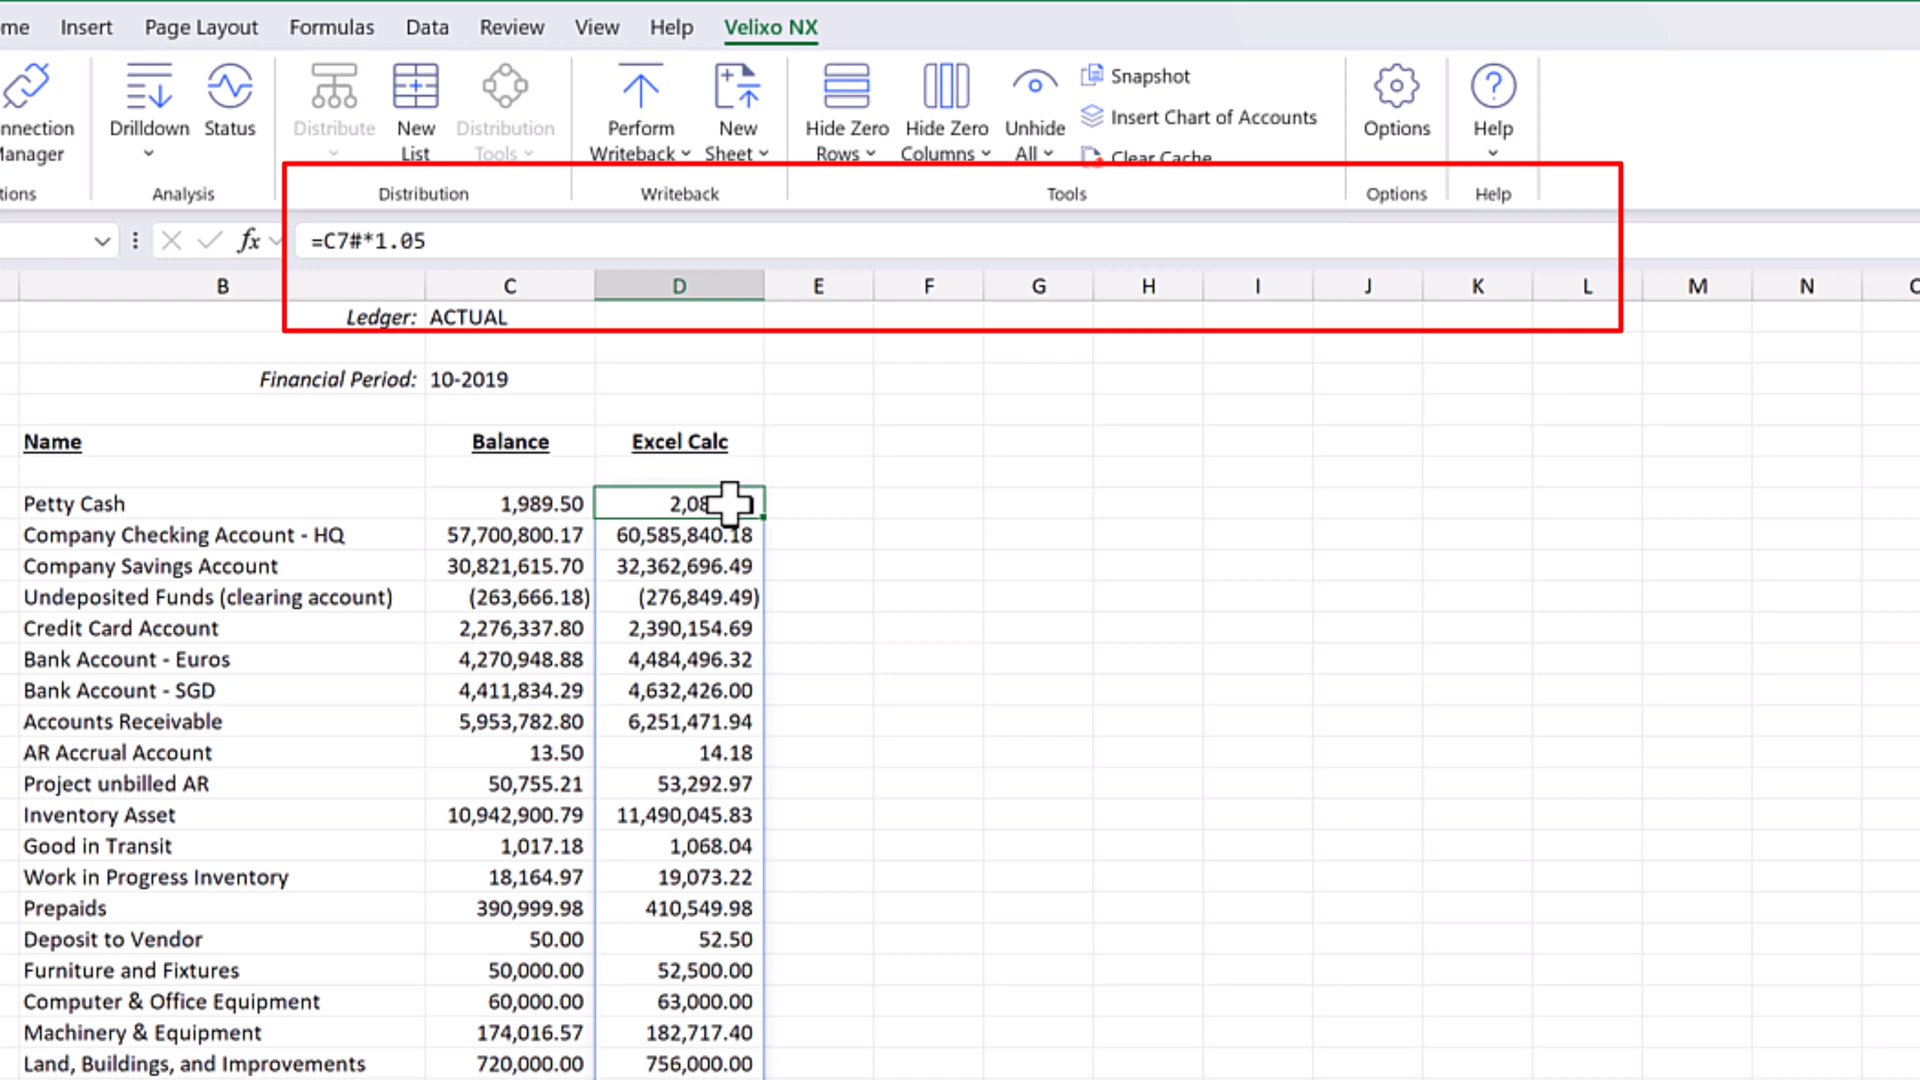 me Insert Page Layout Formulas Data Review View Help Velixo NX
nnection Drilldown Status Distribute New Distribution Perform New Hide Zero Hide Zero Unhide Snapshot Insert Chart of Accounts Options Help
anager List Tools Writeback Sheet Rows Columns All Clear Cache
tions Analysis Distribution Writeback Tools Options Help
fx =C7#*1.05
B C D E F G H I J K L M N
Ledger: ACTUAL
Financial Period: 10-2019
Name Balance Excel Calc
Petty Cash 1,989.50 2,08
Company Checking Account - HQ 57,700,800.17 60,585,840.18
Company Savings Account 30,821,615.70 32,362,696.49
Undeposited Funds (clearing account) (263,666.18) (276,849.49)
Credit Card Account 2,276,337.80 2,390,154.69
Bank Account - Euros 4,270,948.88 4,484,496.32
Bank Account - SGD 4,411,834.29 4,632,426.00
Accounts Receivable 5,953,782.80 6,251,471.94
AR Accrual Account 13.50 14.18
Project unbilled AR 50,755.21 53,292.97
Inventory Asset 10,942,900.79 11,490,045.83
Good in Transit 1,017.18 1,068.04
Work in Progress Inventory 18,164.97 19,073.22
Prepaids 390,999.98 410,549.98
Deposit to Vendor 50.00 52.50
Furniture and Fixtures 50,000.00 52,500.00
Computer & Office Equipment 60,000.00 63,000.00
Machinery & Equipment 174,016.57 182,717.40
Land, Buildings, and Improvements 720,000.00 756,000.00